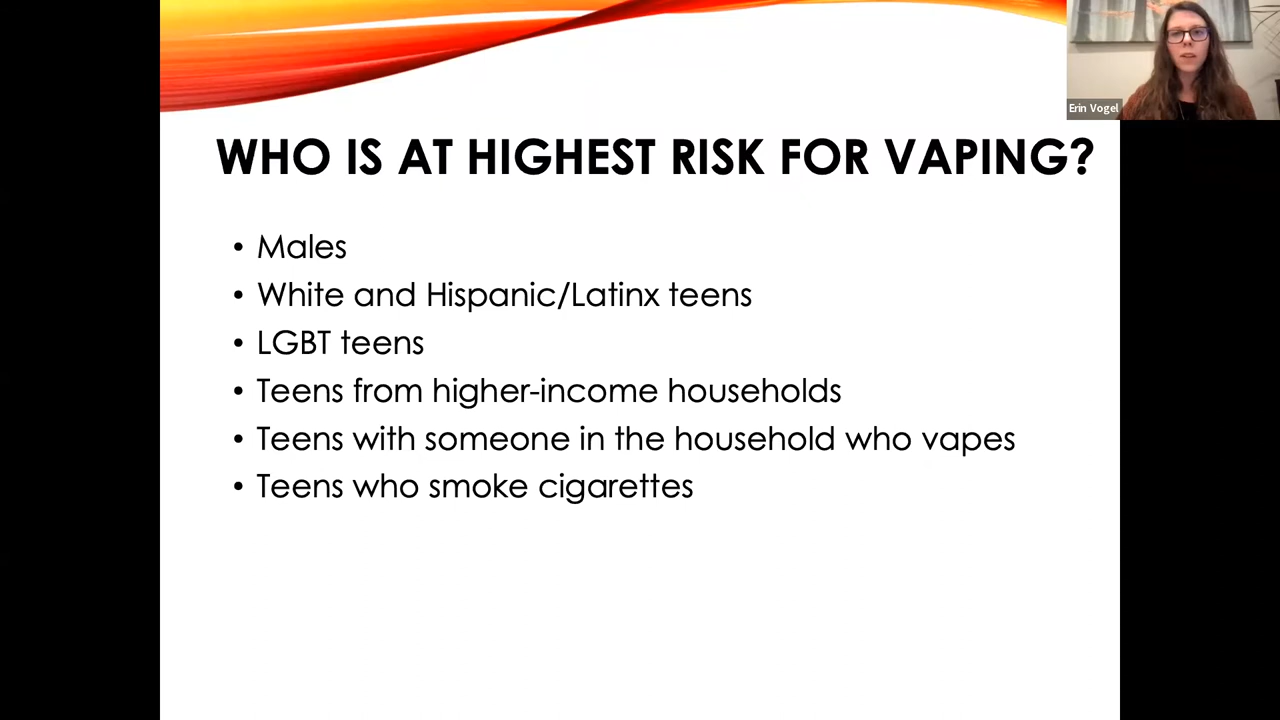 Erin Vogel
WHO IS AT HIGHEST RISK FOR VAPING?
• Males
• White and Hispanic/Latinx teens
• LGBT teens
• Teens from higher-income households
• Teens with someone in the household who vapes
• Teens who smoke cigarettes